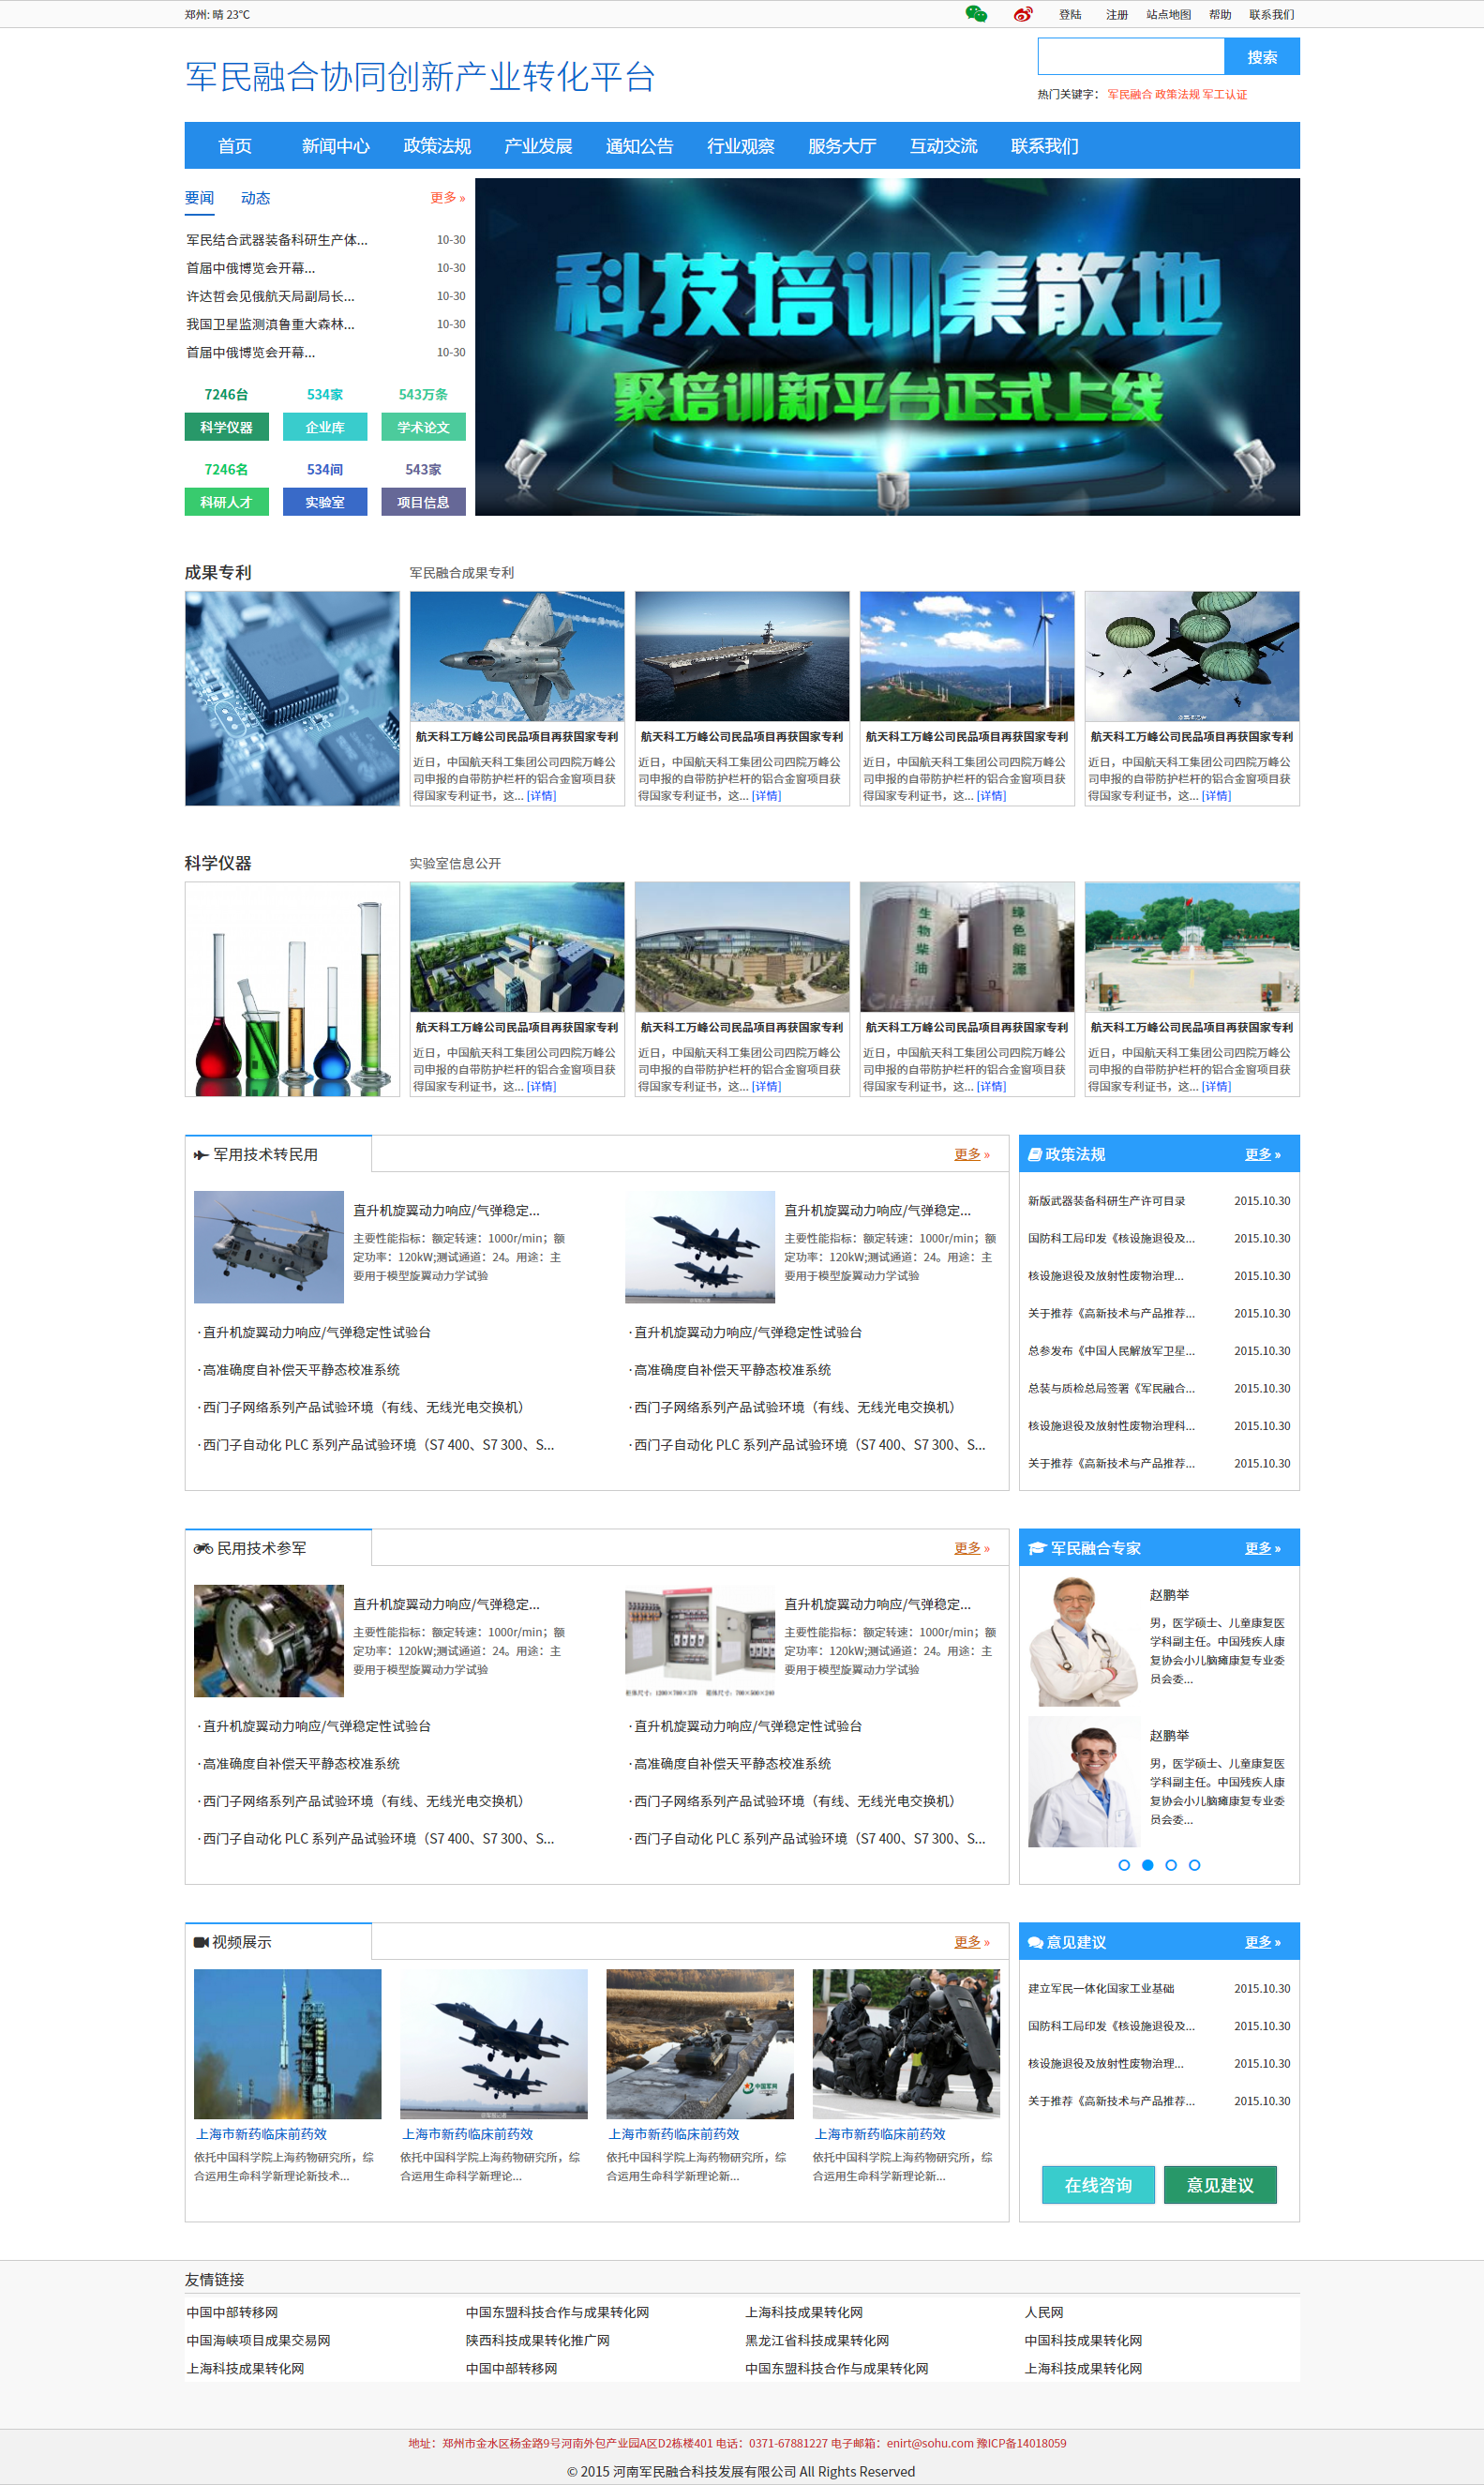 郑州: 晴 23℃
登陆 注册 站点地图 帮助 联系我们
军民融合协同创新产业转化平台
搜索
热门关键字： 军民融合 政策法规 军工认证
首页 新闻中心 政策法规 产业发展 通知公告 行业观察 服务大厅 互动交流 联系我们
要闻 动态 更多 »
军民结合武器装备科研生产体... 10-30
首届中俄博览会开幕... 10-30
许达哲会见俄航天局副局长... 10-30
我国卫星监测滇鲁重大森林... 10-30
首届中俄博览会开幕... 10-30
7246台 534家 543万条
科学仪器 企业库 学术论文
7246名 534间 543家
科研人才 实验室 项目信息
科技培训集散地
聚培训新平台正式上线
成果专利 军民融合成果专利
航天科工万峰公司民品项目再获国家专利
近日，中国航天科工集团公司四院万峰公
司申报的自带防护栏杆的铝合金窗项目获
得国家专利证书，这... [详情]
航天科工万峰公司民品项目再获国家专利
近日，中国航天科工集团公司四院万峰公
司申报的自带防护栏杆的铝合金窗项目获
得国家专利证书，这... [详情]
航天科工万峰公司民品项目再获国家专利
近日，中国航天科工集团公司四院万峰公
司申报的自带防护栏杆的铝合金窗项目获
得国家专利证书，这... [详情]
航天科工万峰公司民品项目再获国家专利
近日，中国航天科工集团公司四院万峰公
司申报的自带防护栏杆的铝合金窗项目获
得国家专利证书，这... [详情]
科学仪器 实验室信息公开
生物柴油
绿色能源
航天科工万峰公司民品项目再获国家专利
近日，中国航天科工集团公司四院万峰公
司申报的自带防护栏杆的铝合金窗项目获
得国家专利证书，这... [详情]
航天科工万峰公司民品项目再获国家专利
近日，中国航天科工集团公司四院万峰公
司申报的自带防护栏杆的铝合金窗项目获
得国家专利证书，这... [详情]
航天科工万峰公司民品项目再获国家专利
近日，中国航天科工集团公司四院万峰公
司申报的自带防护栏杆的铝合金窗项目获
得国家专利证书，这... [详情]
航天科工万峰公司民品项目再获国家专利
近日，中国航天科工集团公司四院万峰公
司申报的自带防护栏杆的铝合金窗项目获
得国家专利证书，这... [详情]
军用技术转民用 更多 »
直升机旋翼动力响应/气弹稳定...
主要性能指标：额定转速：1000r/min；额
定功率：120kW;测试通道：24。用途：主
要用于模型旋翼动力学试验
·直升机旋翼动力响应/气弹稳定性试验台
·高准确度自补偿天平静态校准系统
·西门子网络系列产品试验环境（有线、无线光电交换机）
·西门子自动化 PLC 系列产品试验环境（S7 400、S7 300、S...
直升机旋翼动力响应/气弹稳定...
主要性能指标：额定转速：1000r/min；额
定功率：120kW;测试通道：24。用途：主
要用于模型旋翼动力学试验
·直升机旋翼动力响应/气弹稳定性试验台
·高准确度自补偿天平静态校准系统
·西门子网络系列产品试验环境（有线、无线光电交换机）
·西门子自动化 PLC 系列产品试验环境（S7 400、S7 300、S...
政策法规 更多 »
新版武器装备科研生产许可目录 2015.10.30
国防科工局印发《核设施退役及... 2015.10.30
核设施退役及放射性废物治理... 2015.10.30
关于推荐《高新技术与产品推荐... 2015.10.30
总参发布《中国人民解放军卫星... 2015.10.30
总装与质检总局签署《军民融合... 2015.10.30
核设施退役及放射性废物治理科... 2015.10.30
关于推荐《高新技术与产品推荐... 2015.10.30
民用技术参军 更多 »
直升机旋翼动力响应/气弹稳定...
主要性能指标：额定转速：1000r/min；额
定功率：120kW;测试通道：24。用途：主
要用于模型旋翼动力学试验
·直升机旋翼动力响应/气弹稳定性试验台
·高准确度自补偿天平静态校准系统
·西门子网络系列产品试验环境（有线、无线光电交换机）
·西门子自动化 PLC 系列产品试验环境（S7 400、S7 300、S...
直升机旋翼动力响应/气弹稳定...
主要性能指标：额定转速：1000r/min；额
定功率：120kW;测试通道：24。用途：主
要用于模型旋翼动力学试验
·直升机旋翼动力响应/气弹稳定性试验台
·高准确度自补偿天平静态校准系统
·西门子网络系列产品试验环境（有线、无线光电交换机）
·西门子自动化 PLC 系列产品试验环境（S7 400、S7 300、S...
军民融合专家 更多 »
赵鹏举
男，医学硕士、儿童康复医
学科副主任。中国残疾人康
复协会小儿脑瘫康复专业委
员会委...
赵鹏举
男，医学硕士、儿童康复医
学科副主任。中国残疾人康
复协会小儿脑瘫康复专业委
员会委...
视频展示 更多 »
中国军网
上海市新药临床前药效
依托中国科学院上海药物研究所，综
合运用生命科学新理论新技术...
上海市新药临床前药效
依托中国科学院上海药物研究所，综
合运用生命科学新理论...
上海市新药临床前药效
依托中国科学院上海药物研究所，综
合运用生命科学新理论新...
上海市新药临床前药效
依托中国科学院上海药物研究所，综
合运用生命科学新理论新...
意见建议 更多 »
建立军民一体化国家工业基础 2015.10.30
国防科工局印发《核设施退役及... 2015.10.30
核设施退役及放射性废物治理... 2015.10.30
关于推荐《高新技术与产品推荐... 2015.10.30
在线咨询 意见建议
友情链接
中国中部转移网 中国东盟科技合作与成果转化网 上海科技成果转化网 人民网
中国海峡项目成果交易网 陕西科技成果转化推广网 黑龙江省科技成果转化网 中国科技成果转化网
上海科技成果转化网 中国中部转移网 中国东盟科技合作与成果转化网 上海科技成果转化网
地址：郑州市金水区杨金路9号河南外包产业园A区D2栋楼401 电话：0371-67881227 电子邮箱：enirt@sohu.com 豫ICP备14018059
© 2015 河南军民融合科技发展有限公司 All Rights Reserved